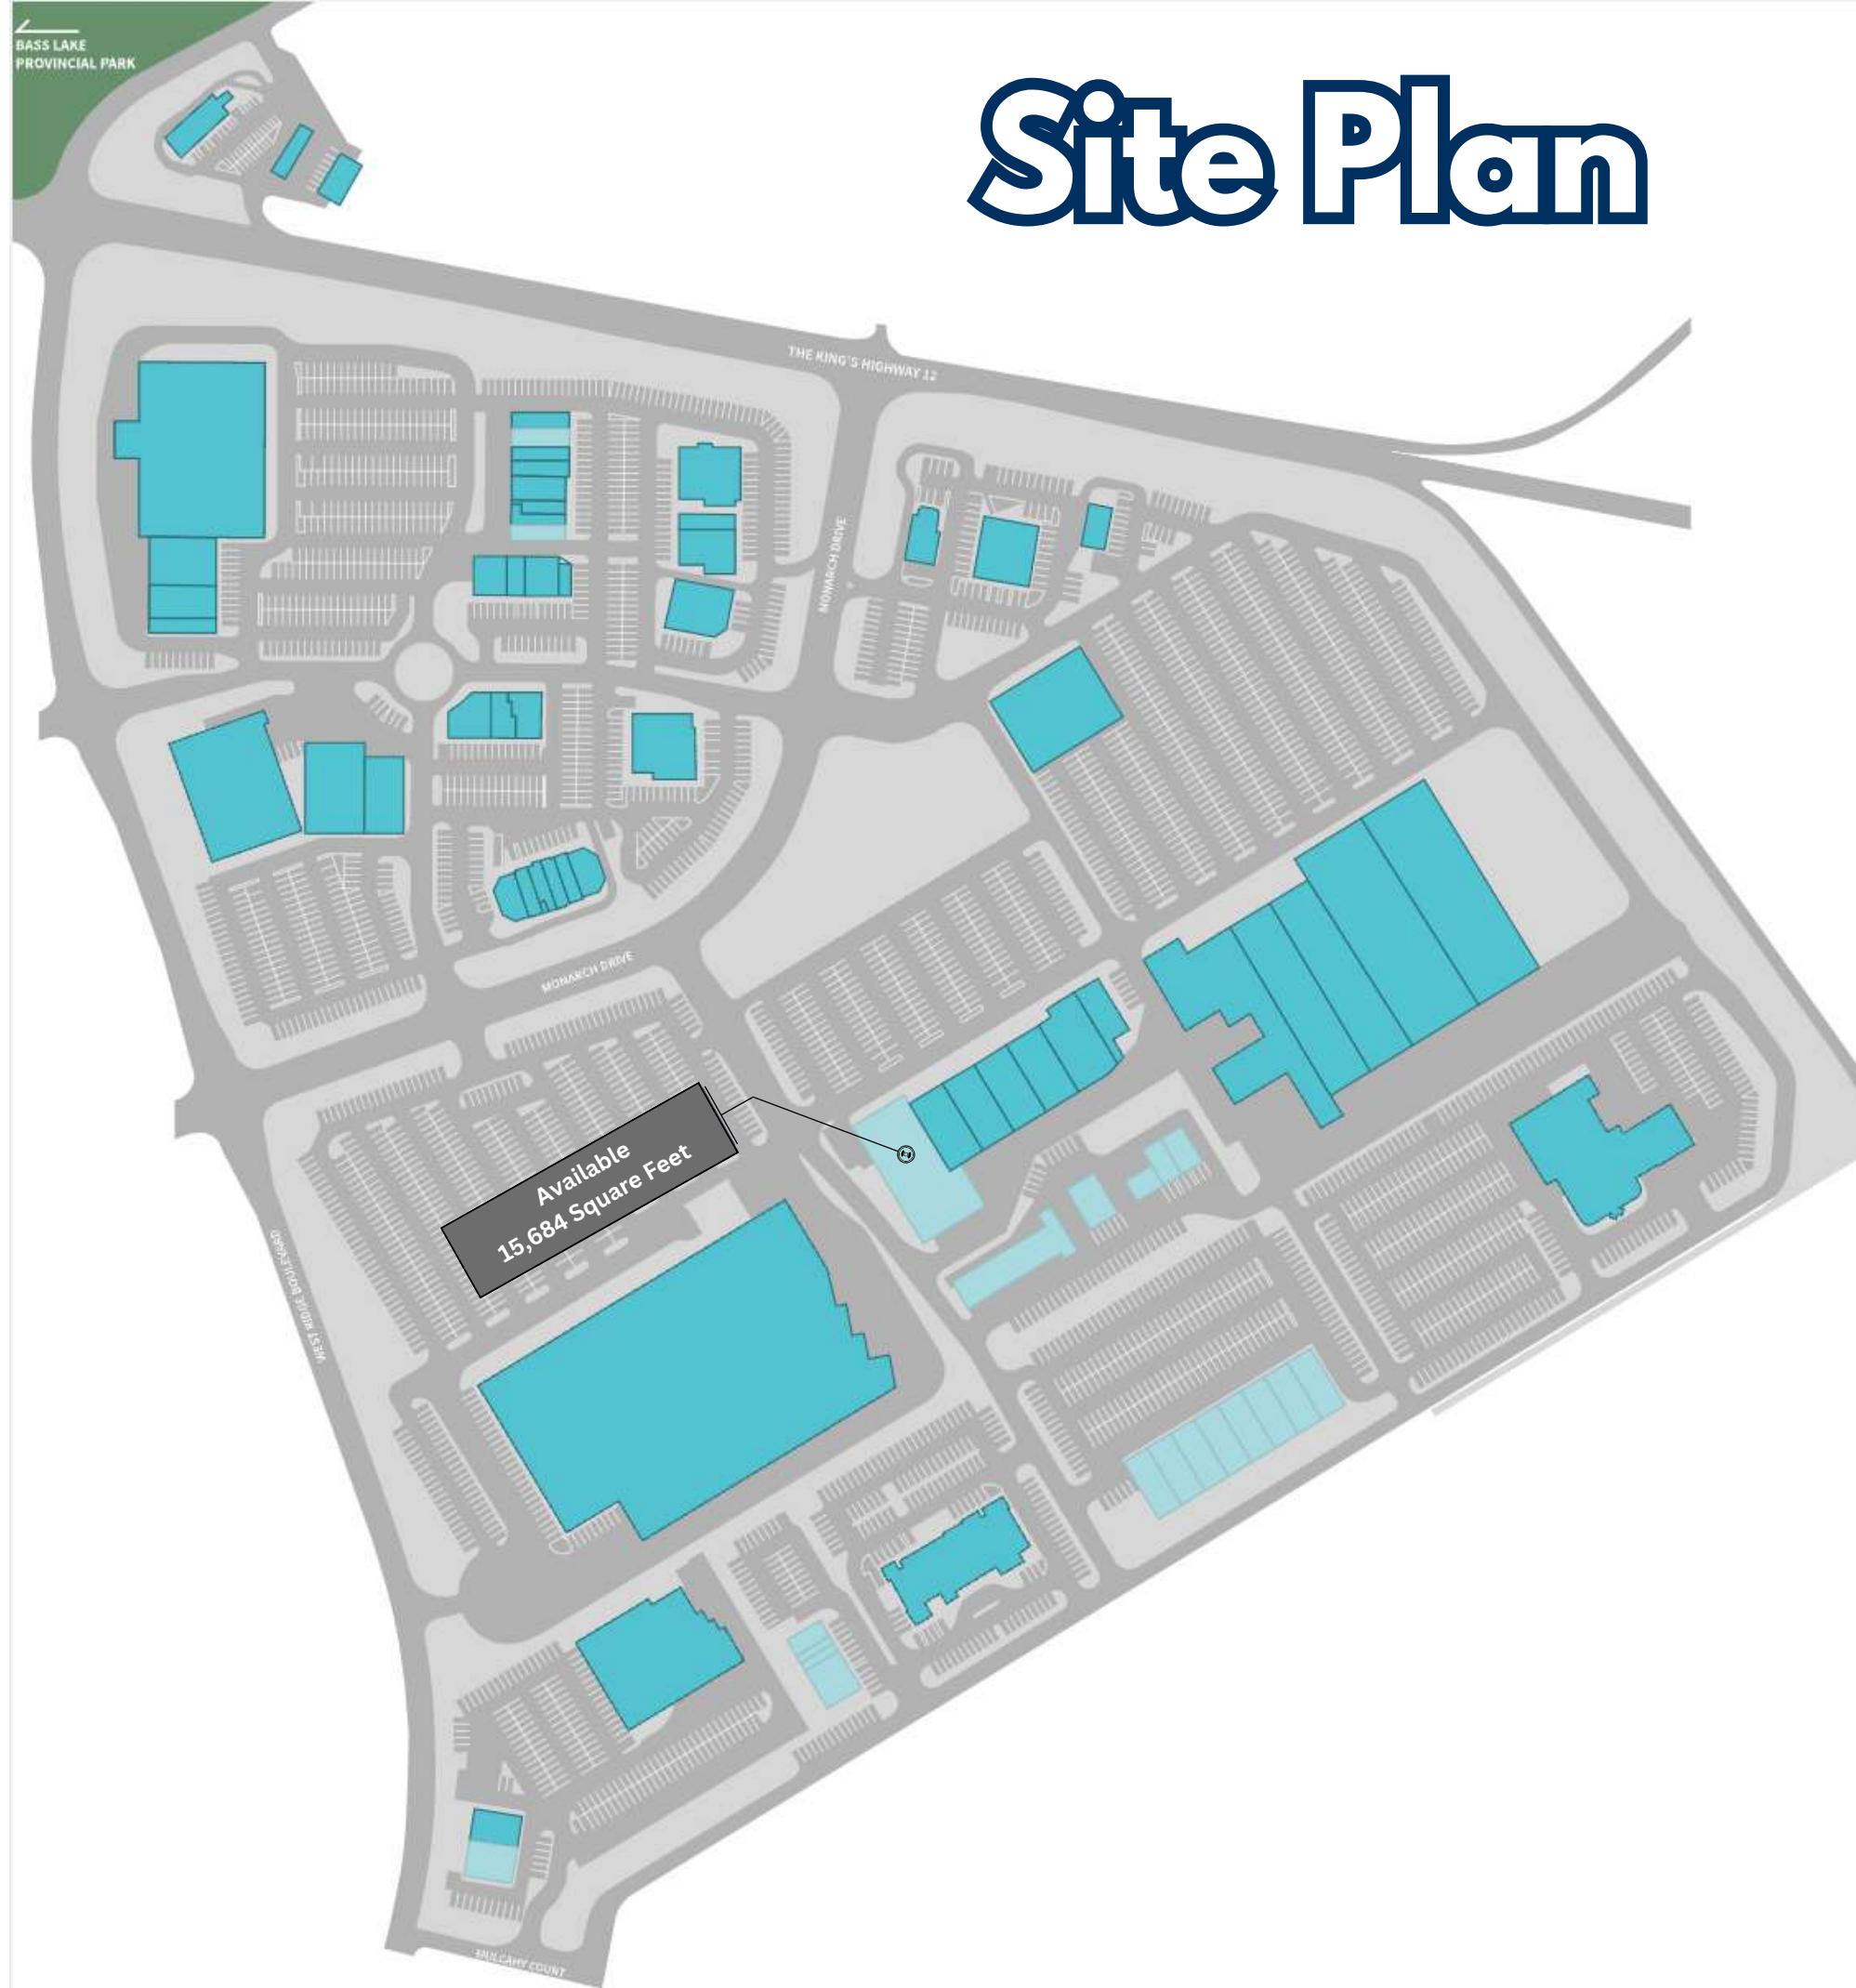 BASS LAKE
PROVINCIAL PARK
Site Plan
THE KING'S HIGHWAY 12
MONARCH DRIVE
MONARCH DRIVE
Available
15,684 Square Feet
WEST RIDGE BOULEVARD
MULCAHY COURT